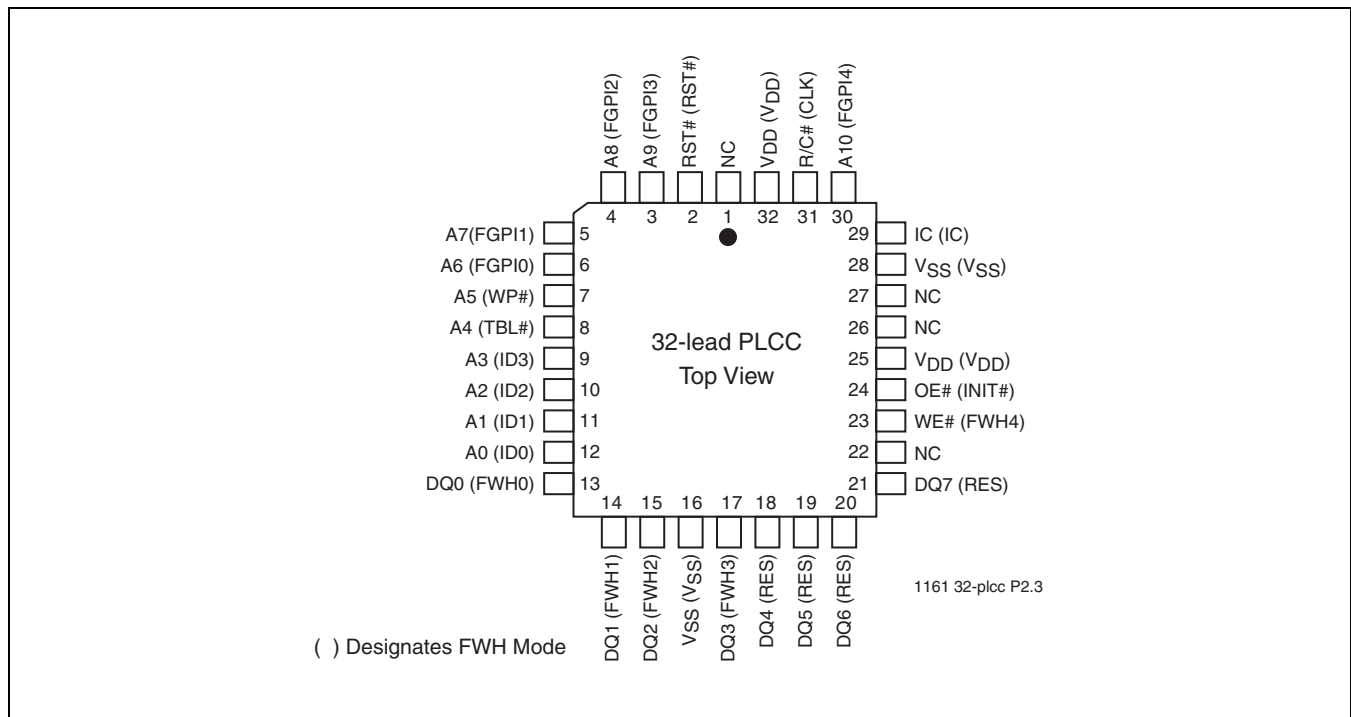 A8 (FGPI2)
A9 (FGPI3)
RST# (RST#)
NC
VDD (VDD)
R/C# (CLK)
A10 (FGPI4)
4
3
2
1
32
31
30
A7(FGPI1)
5
A6 (FGPI0)
6
A5 (WP#)
7
A4 (TBL#)
8
A3 (ID3)
9
A2 (ID2)
10
A1 (ID1)
11
A0 (ID0)
12
DQ0 (FWH0)
13
32-lead PLCC
Top View
29
IC (IC)
28
VSS (VSS)
27
NC
26
NC
25
VDD (VDD)
24
OE# (INIT#)
23
WE# (FWH4)
22
NC
21
DQ7 (RES)
14
15
16
17
18
19
20
DQ1 (FWH1)
DQ2 (FWH2)
VSS (VSS)
DQ3 (FWH3)
DQ4 (RES)
DQ5 (RES)
DQ6 (RES)
1161 32-plcc P2.3
( ) Designates FWH Mode